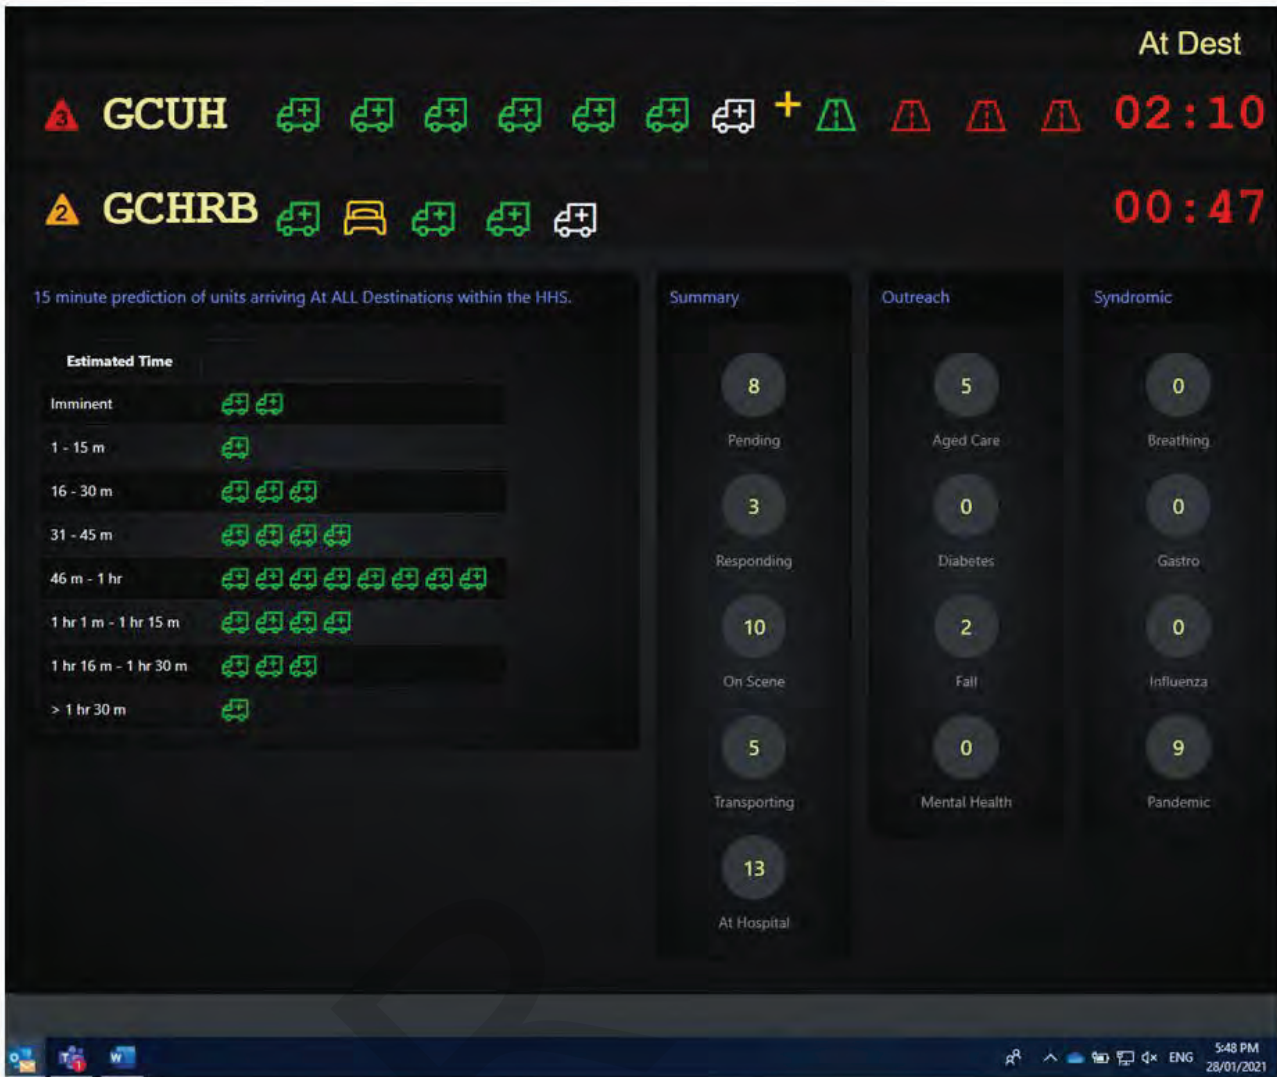 At Dest
3 GCUH + 02:10
2 GCHRB 00:47
15 minute prediction of units arriving At ALL Destinations within the HHS.
Estimated Time
Imminent
1 - 15 m
16 - 30 m
31 - 45 m
46 m - 1 hr
1 hr 1 m - 1 hr 15 m
1 hr 16 m - 1 hr 30 m
> 1 hr 30 m
Summary
8
Pending
3
Responding
10
On Scene
5
Transporting
13
At Hospital
Outreach
5
Aged Care
0
Diabetes
2
Fall
0
Mental Health
Syndromic
0
Breathing
0
Gastro
0
Influenza
9
Pandemic
ENG
5:48 PM
28/01/2021